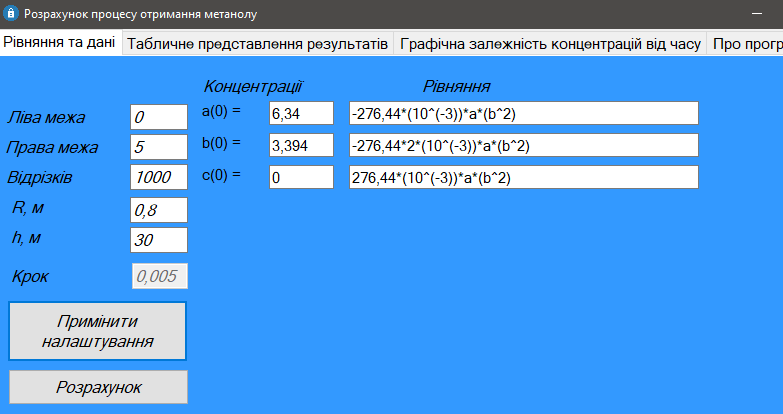 Розрахунок процесу отримання метанолу
Рівняння та дані Табличне представлення результатів Графічна залежність концентрацій від часу Про прогр
Концентрації Рівняння
Ліва межа 0 a(0) = 6,34 -276,44*(10^(-3))*a*(b^2)
Права межа 5 b(0) = 3,394 -276,44*2*(10^(-3))*a*(b^2)
Відрізків 1000 c(0) = 0 276,44*(10^(-3))*a*(b^2)
R, м 0,8
h, м 30
Крок 0,005
Примінити
налаштування
Розрахунок